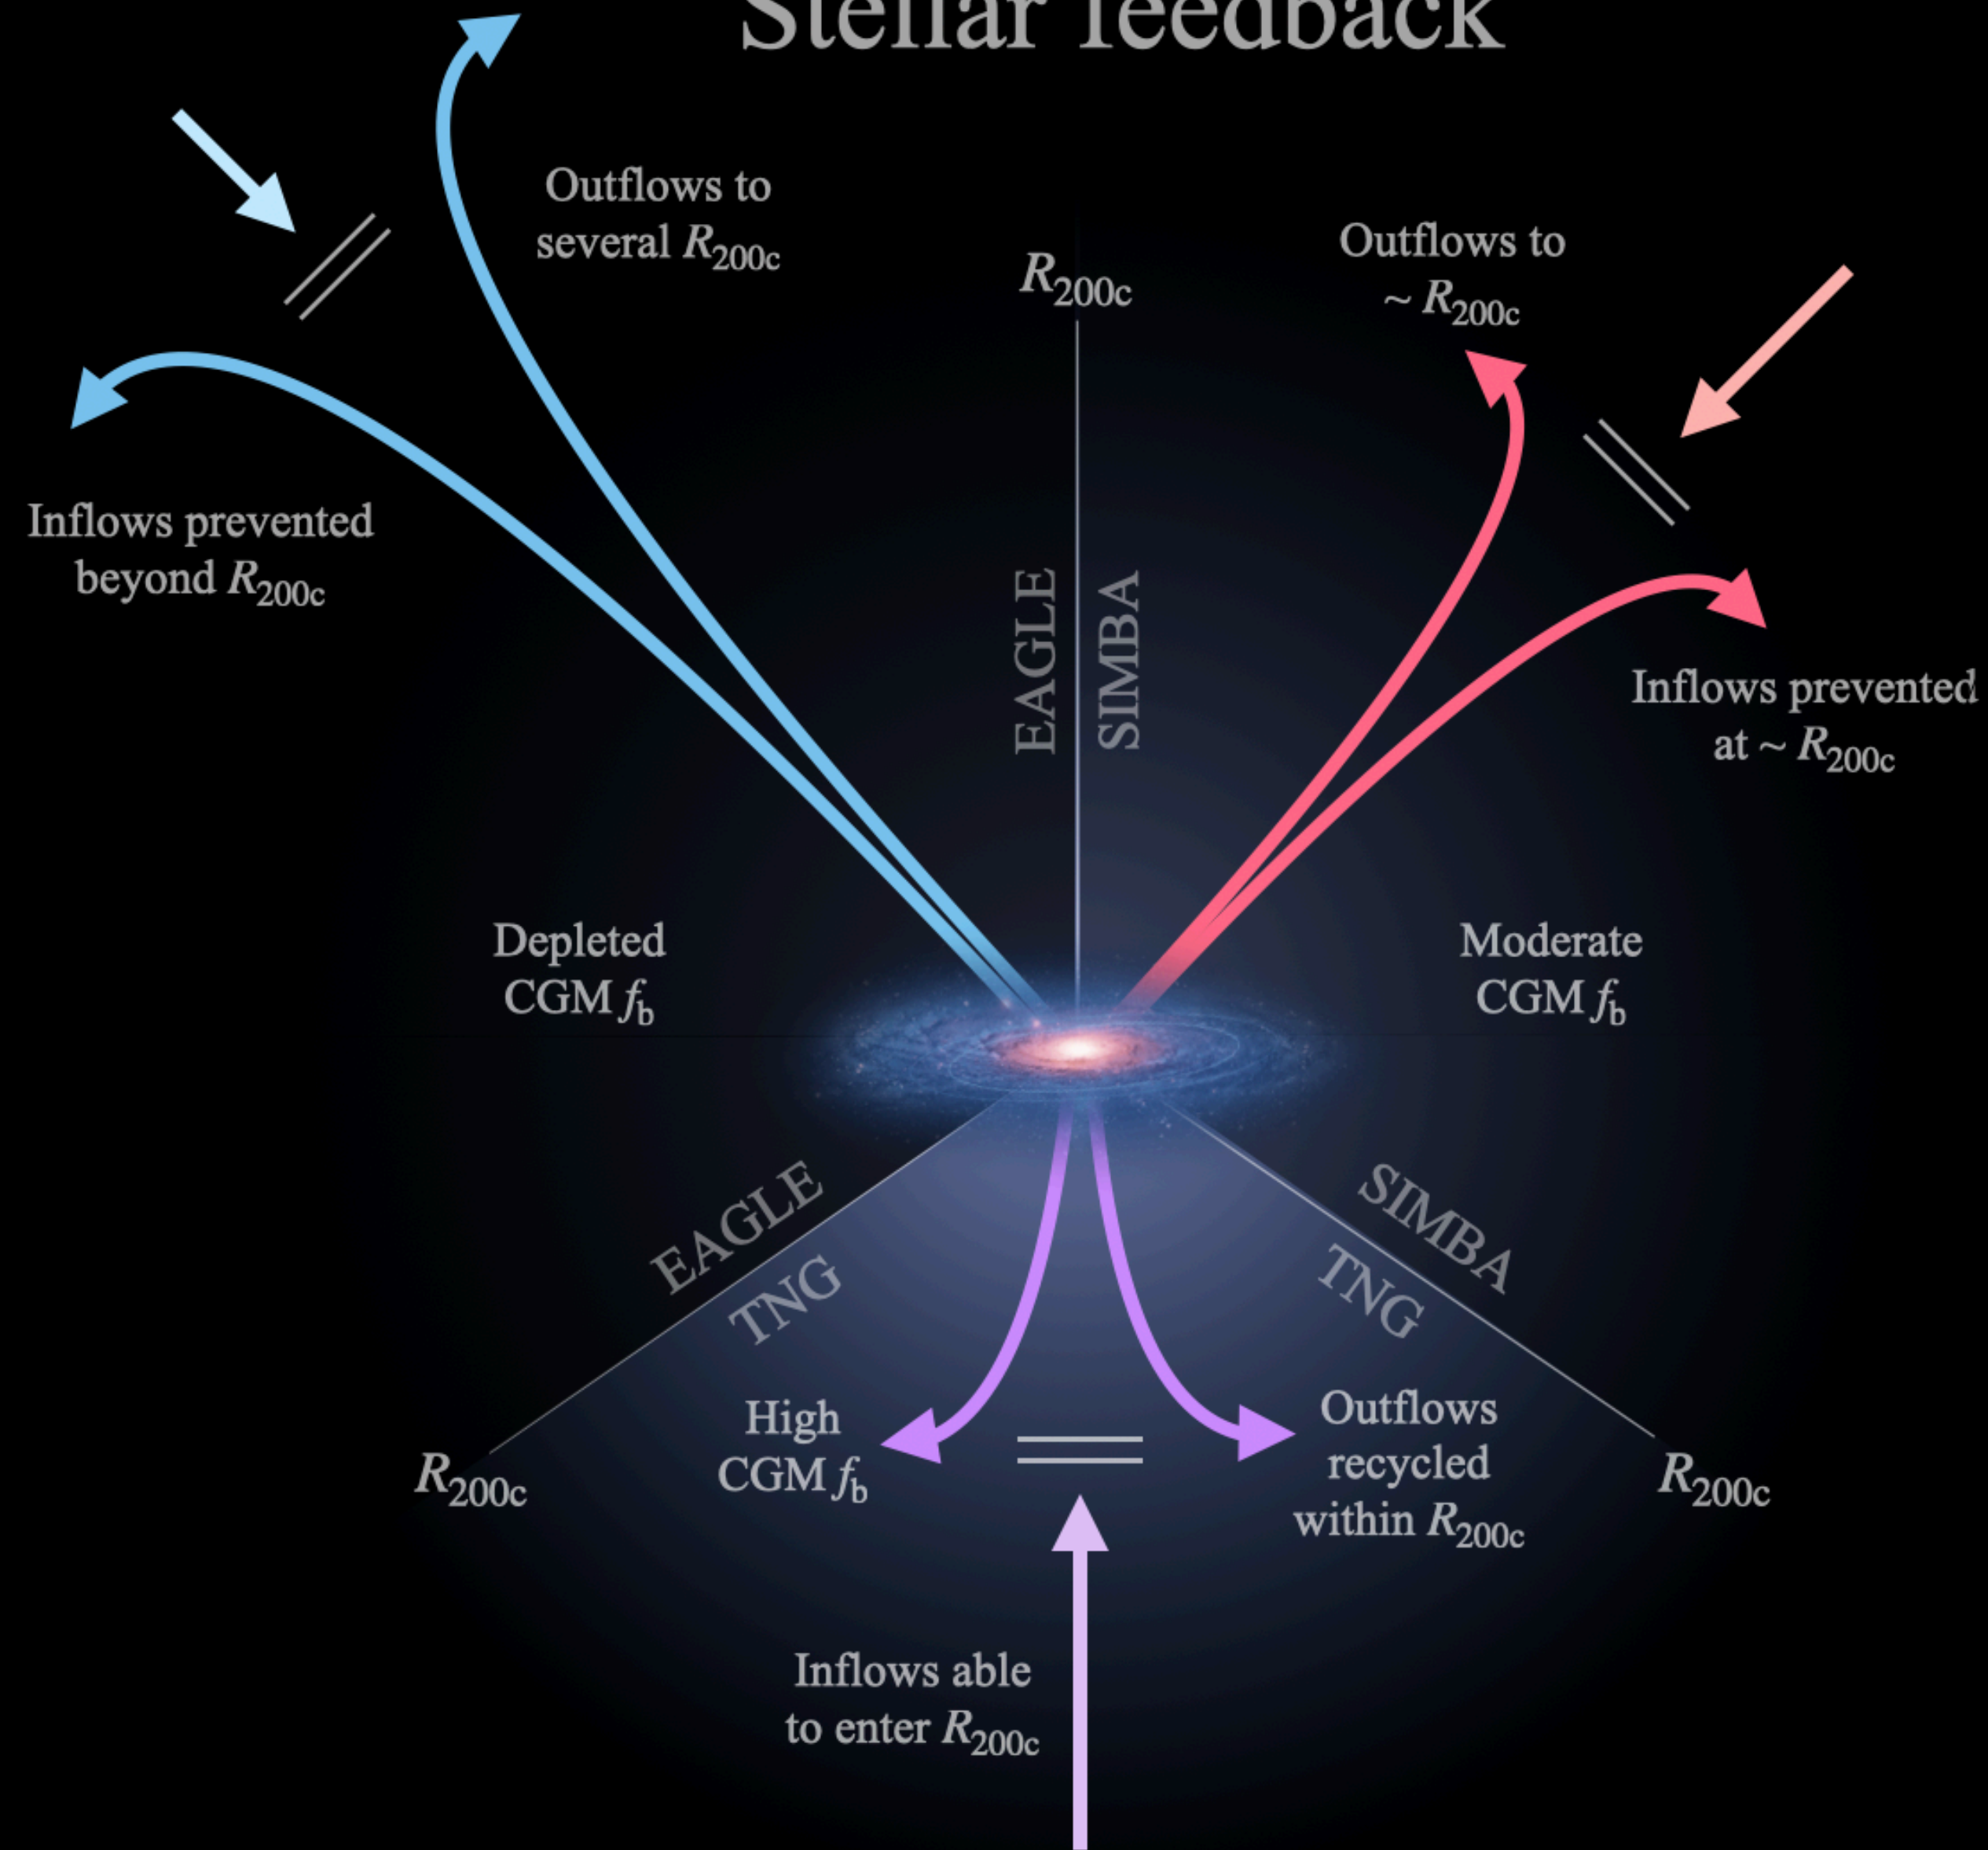 Stellar feedback
Outflows to
several R200c
R200c
Outflows to
~ R200c
Inflows prevented
beyond R200c
EAGLE
SIMBA
Inflows prevented
at ~ R200c
Depleted
CGM fb
Moderate
CGM fb
EAGLE
TNG
SIMBA
TNG
High
CGM fb
Outflows
recycled
within R200c
R200c
R200c
Inflows able
to enter R200c